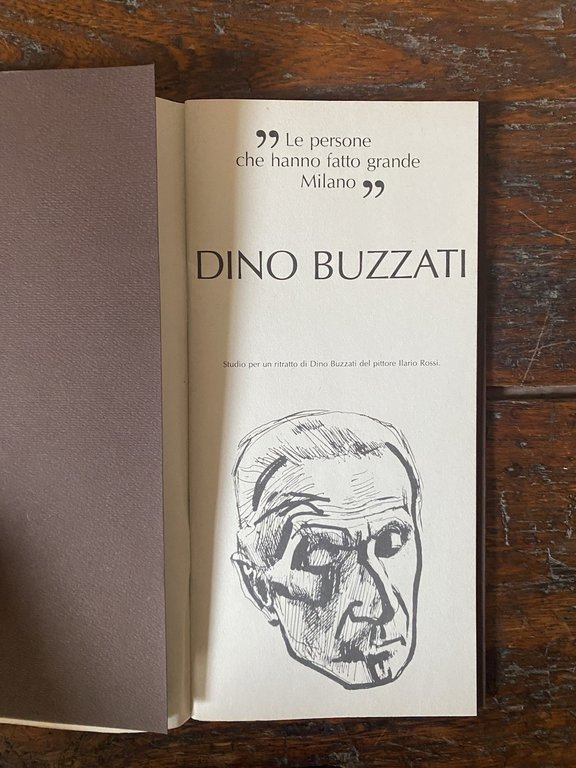 ❞ Le persone
che hanno fatto grande
Milano ❞
DINO BUZZATI
Studio per un ritratto di Dino Buzzati del pittore Ilario Rossi.